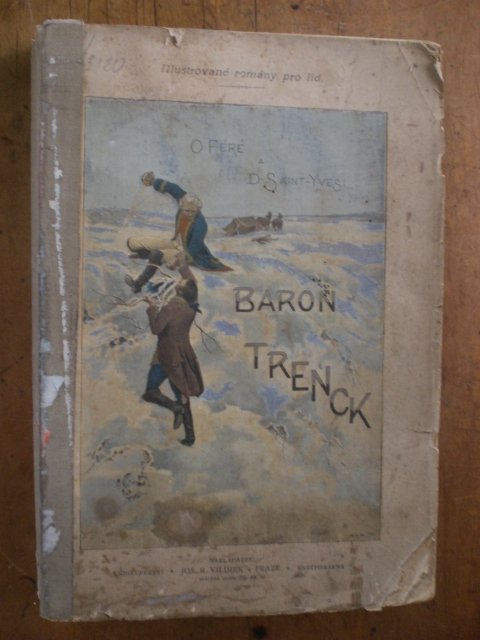 Illustrované romány pro lid.
O FÉRÉ
A
D. SAINT-YVES
BARON
TRENCK
NAKLADATEL
JOS. R. VILÍMEK PRAZE